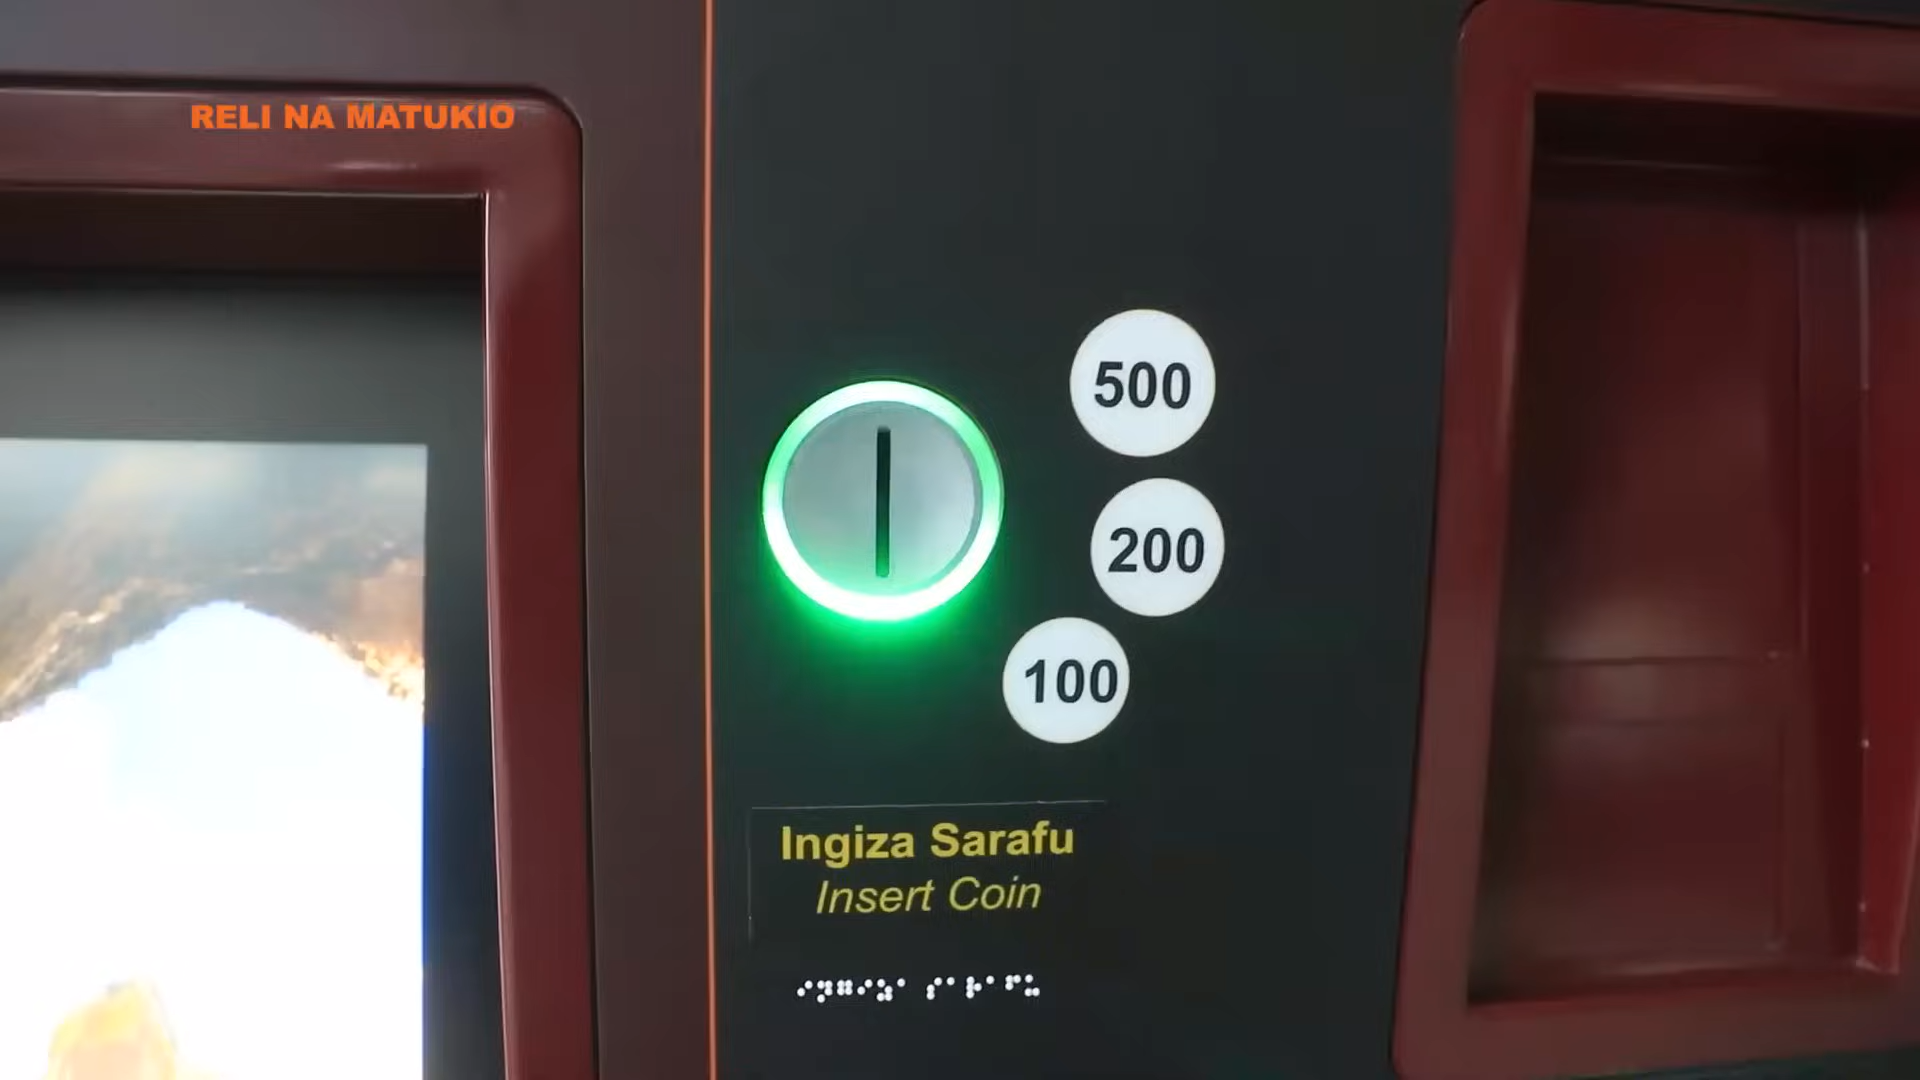 RELI NA MATUKIO
500
200
100
Ingiza Sarafu
Insert Coin
⠊⠝⠛⠊⠵⠁ ⠎⠁⠗⠁⠋⠥